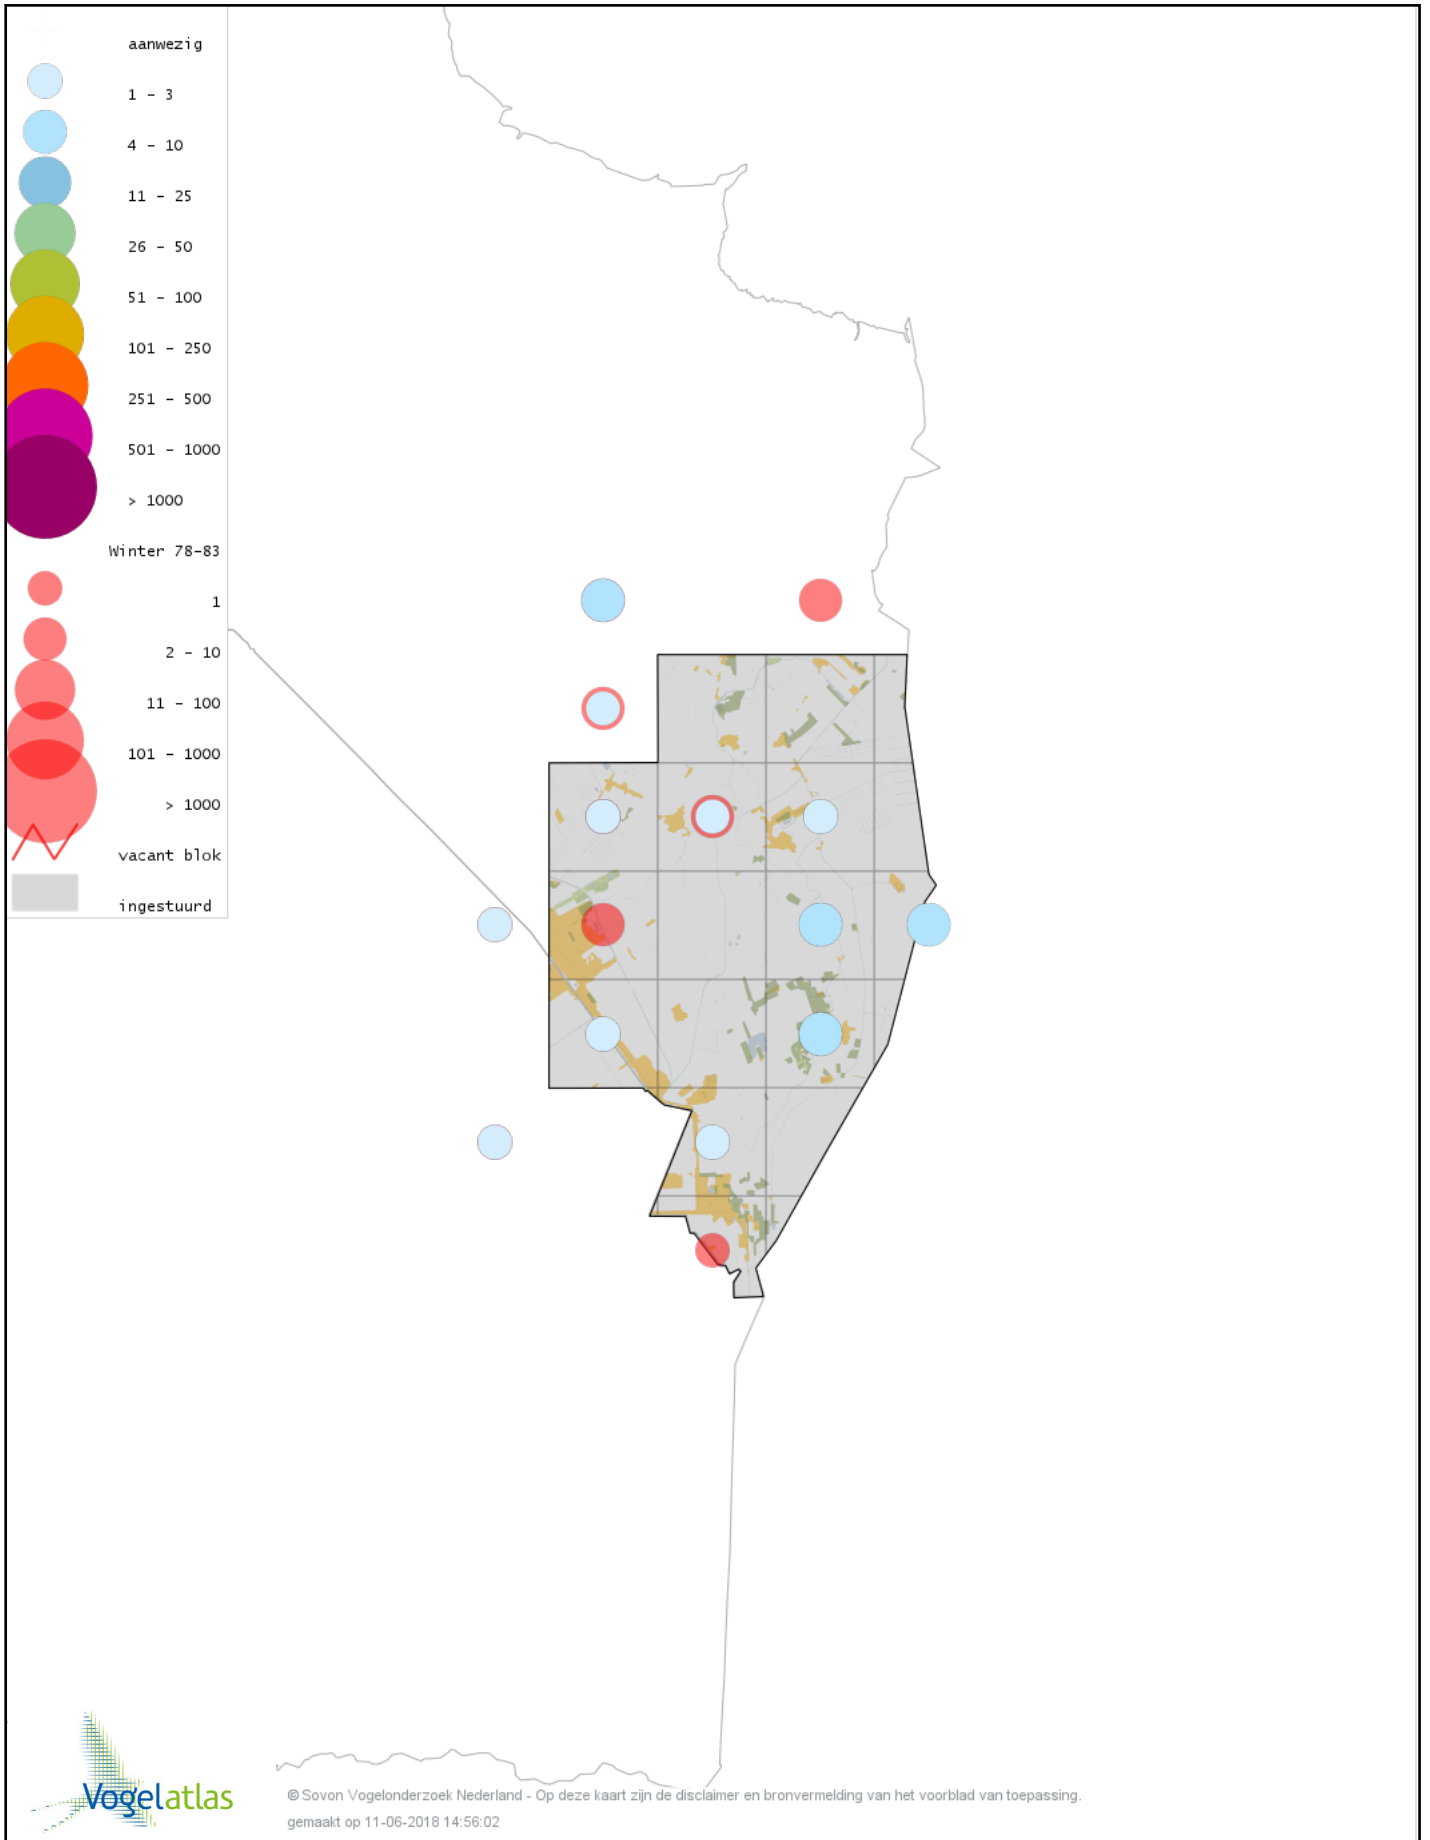 aanwezig
1 - 3
4 - 10
11 - 25
26 - 50
51 - 100
101 - 250
251 - 500
501 - 1000
> 1000
Winter 78-83
1
2 - 10
11 - 100
101 - 1000
> 1000
vacant blok
ingestuurd
Vogelatlas
© Sovon Vogelonderzoek Nederland - Op deze kaart zijn de disclaimer en bronvermelding van het voorblad van toepassing.
gemaakt op 11-06-2018 14:56:02